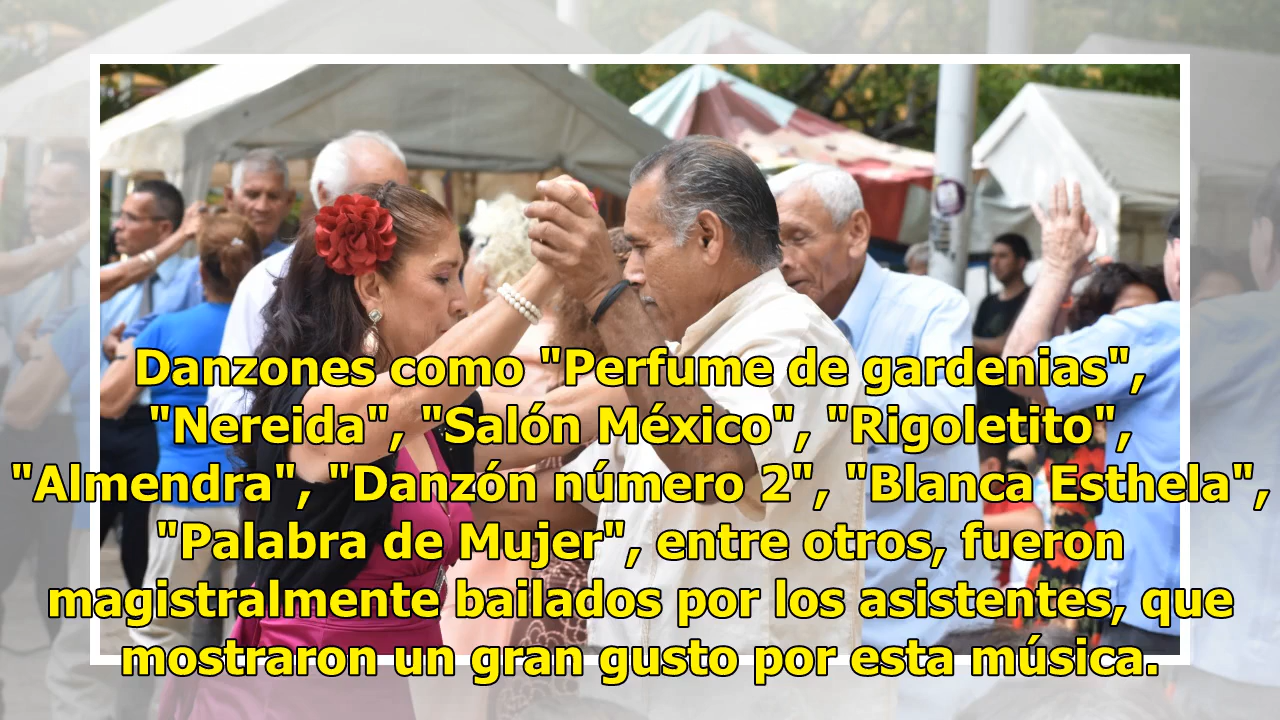 Danzones como "Perfume de gardenias",
"Nereida", "Salón México", "Rigoletito",
"Almendra", "Danzón número 2", "Blanca Esthela",
"Palabra de Mujer", entre otros, fueron
magistralmente bailados por los asistentes, que
mostraron un gran gusto por esta música.